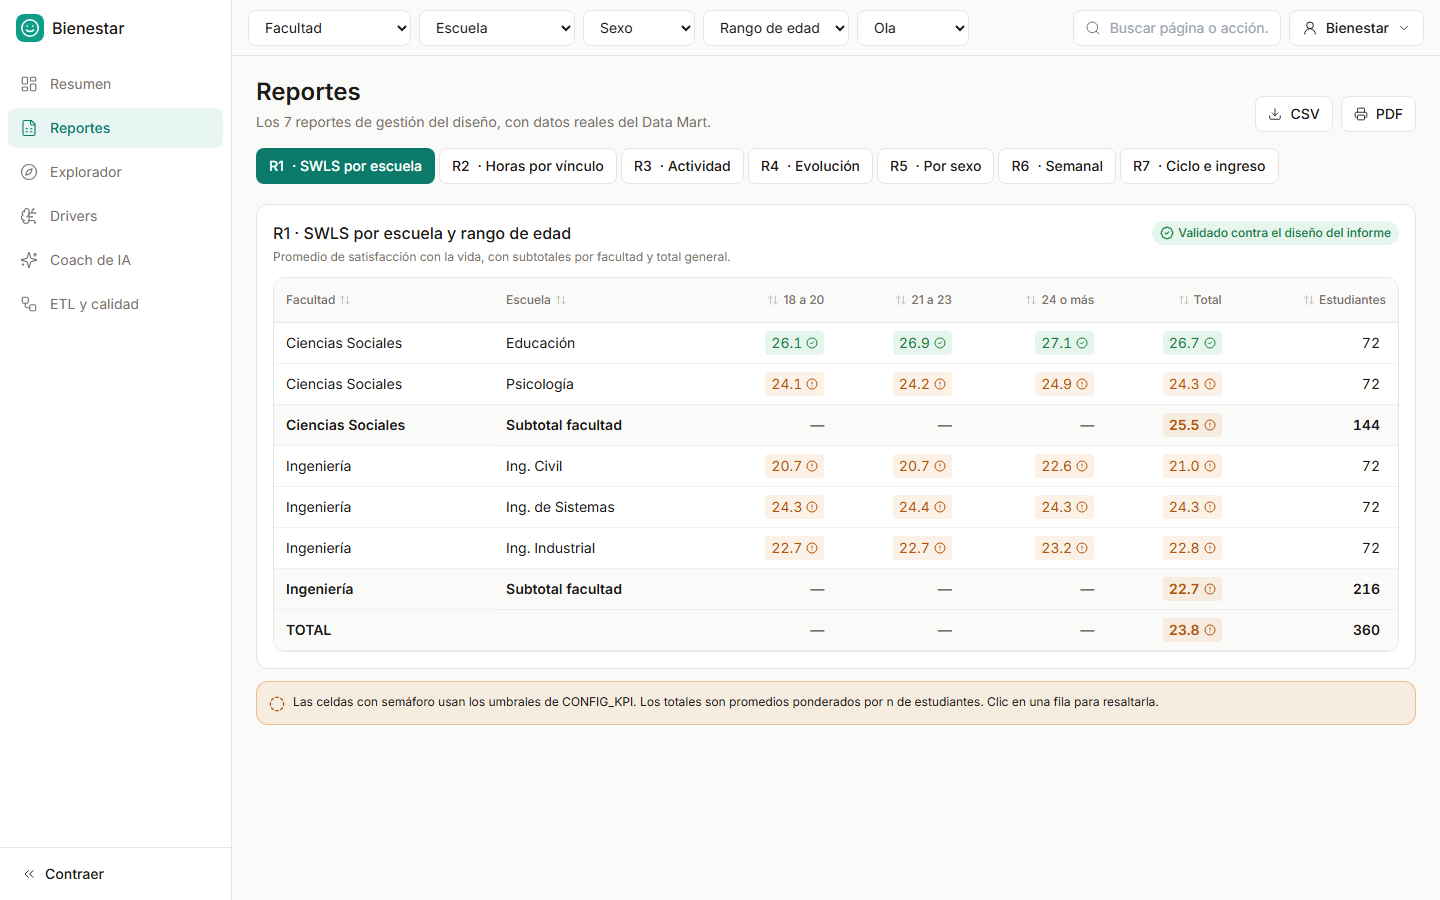 Bienestar
Facultad
Escuela
Sexo
Rango de edad
Ola
Buscar página o acción.
Bienestar
Resumen
Reportes
Explorador
Drivers
Coach de IA
ETL y calidad
Contraer
Reportes
Los 7 reportes de gestión del diseño, con datos reales del Data Mart.
CSV
PDF
R1 · SWLS por escuela
R2 · Horas por vínculo
R3 · Actividad
R4 · Evolución
R5 · Por sexo
R6 · Semanal
R7 · Ciclo e ingreso
R1 · SWLS por escuela y rango de edad
Validado contra el diseño del informe
Promedio de satisfacción con la vida, con subtotales por facultad y total general.
Facultad Escuela 18 a 20 21 a 23 24 o más Total Estudiantes
Ciencias Sociales Educación 26.1 26.9 27.1 26.7 72
Ciencias Sociales Psicología 24.1 24.2 24.9 24.3 72
Ciencias Sociales Subtotal facultad — — — 25.5 144
Ingeniería Ing. Civil 20.7 20.7 22.6 21.0 72
Ingeniería Ing. de Sistemas 24.3 24.4 24.3 24.3 72
Ingeniería Ing. Industrial 22.7 22.7 23.2 22.8 72
Ingeniería Subtotal facultad — — — 22.7 216
TOTAL — — — 23.8 360
Las celdas con semáforo usan los umbrales de CONFIG_KPI. Los totales son promedios ponderados por n de estudiantes. Clic en una fila para resaltarla.